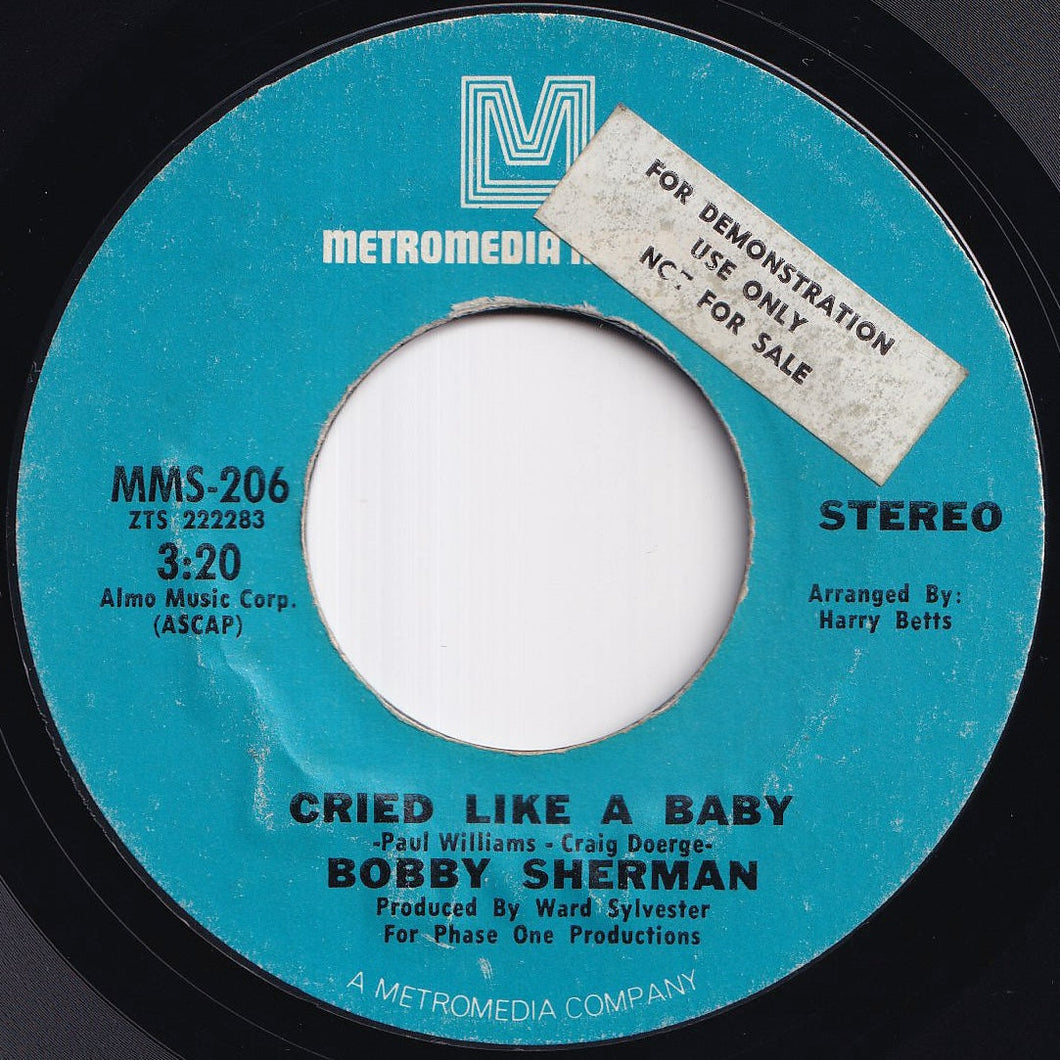 METROMEDIA
FOR DEMONSTRATION
USE ONLY
NOT FOR SALE
MMS-206
ZTS 222283
3:20
Almo Music Corp.
(ASCAP)
STEREO
Arranged By:
Harry Betts
CRIED LIKE A BABY
-Paul Williams - Craig Doerge-
BOBBY SHERMAN
Produced By Ward Sylvester
For Phase One Productions
A METROMEDIA COMPANY